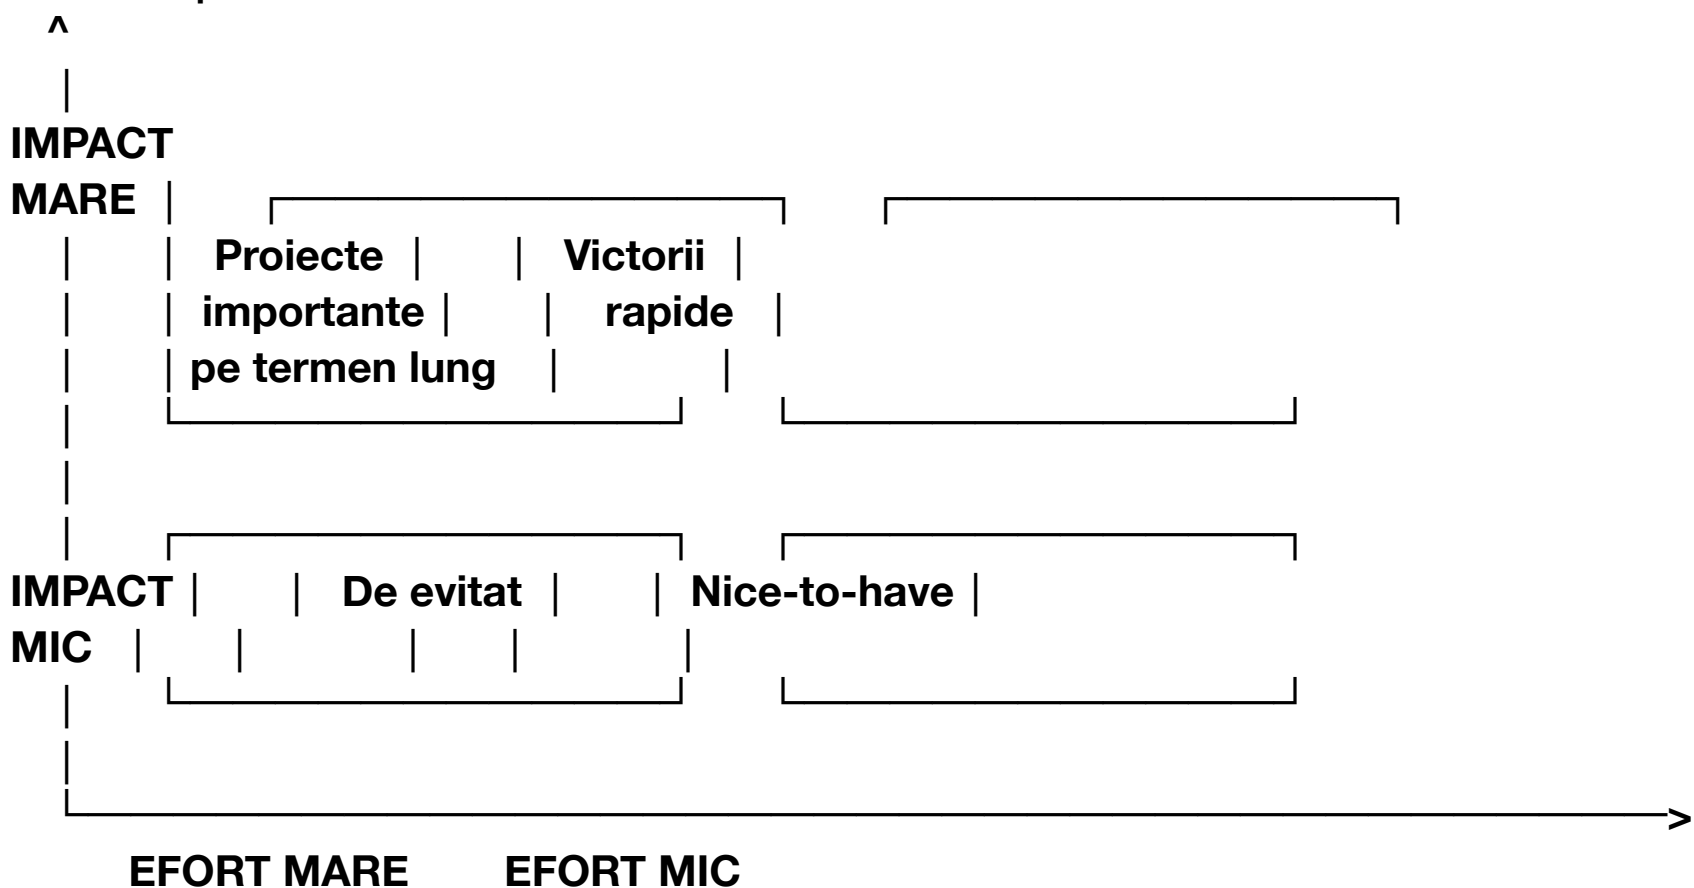 ^
|
IMPACT
MARE | ┌─────────────────┐ ┌─────────────────┐
| | Proiecte | | Victorii |
| | importante | | rapide |
| | pe termen lung | |
| └─────────────────┘ └─────────────────┘
|
| ┌─────────────────┐ ┌─────────────────┐
IMPACT | | De evitat | | Nice-to-have |
MIC | | | | |
| └─────────────────┘ └─────────────────┘
|
└──────────────────────────────>
EFORT MARE EFORT MIC